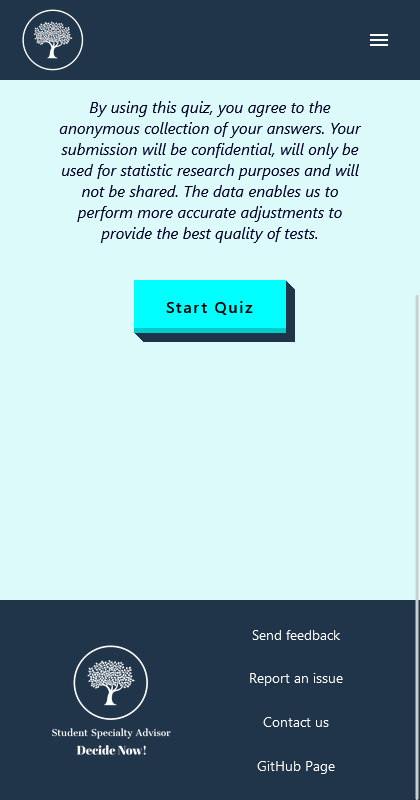 By using this quiz, you agree to the
anonymous collection of your answers. Your
submission will be confidential, will only be
used for statistic research purposes and will
not be shared. The data enables us to
perform more accurate adjustments to
provide the best quality of tests.
Start Quiz
Student Specialty Advisor
Decide Now!
Send feedback
Report an issue
Contact us
GitHub Page